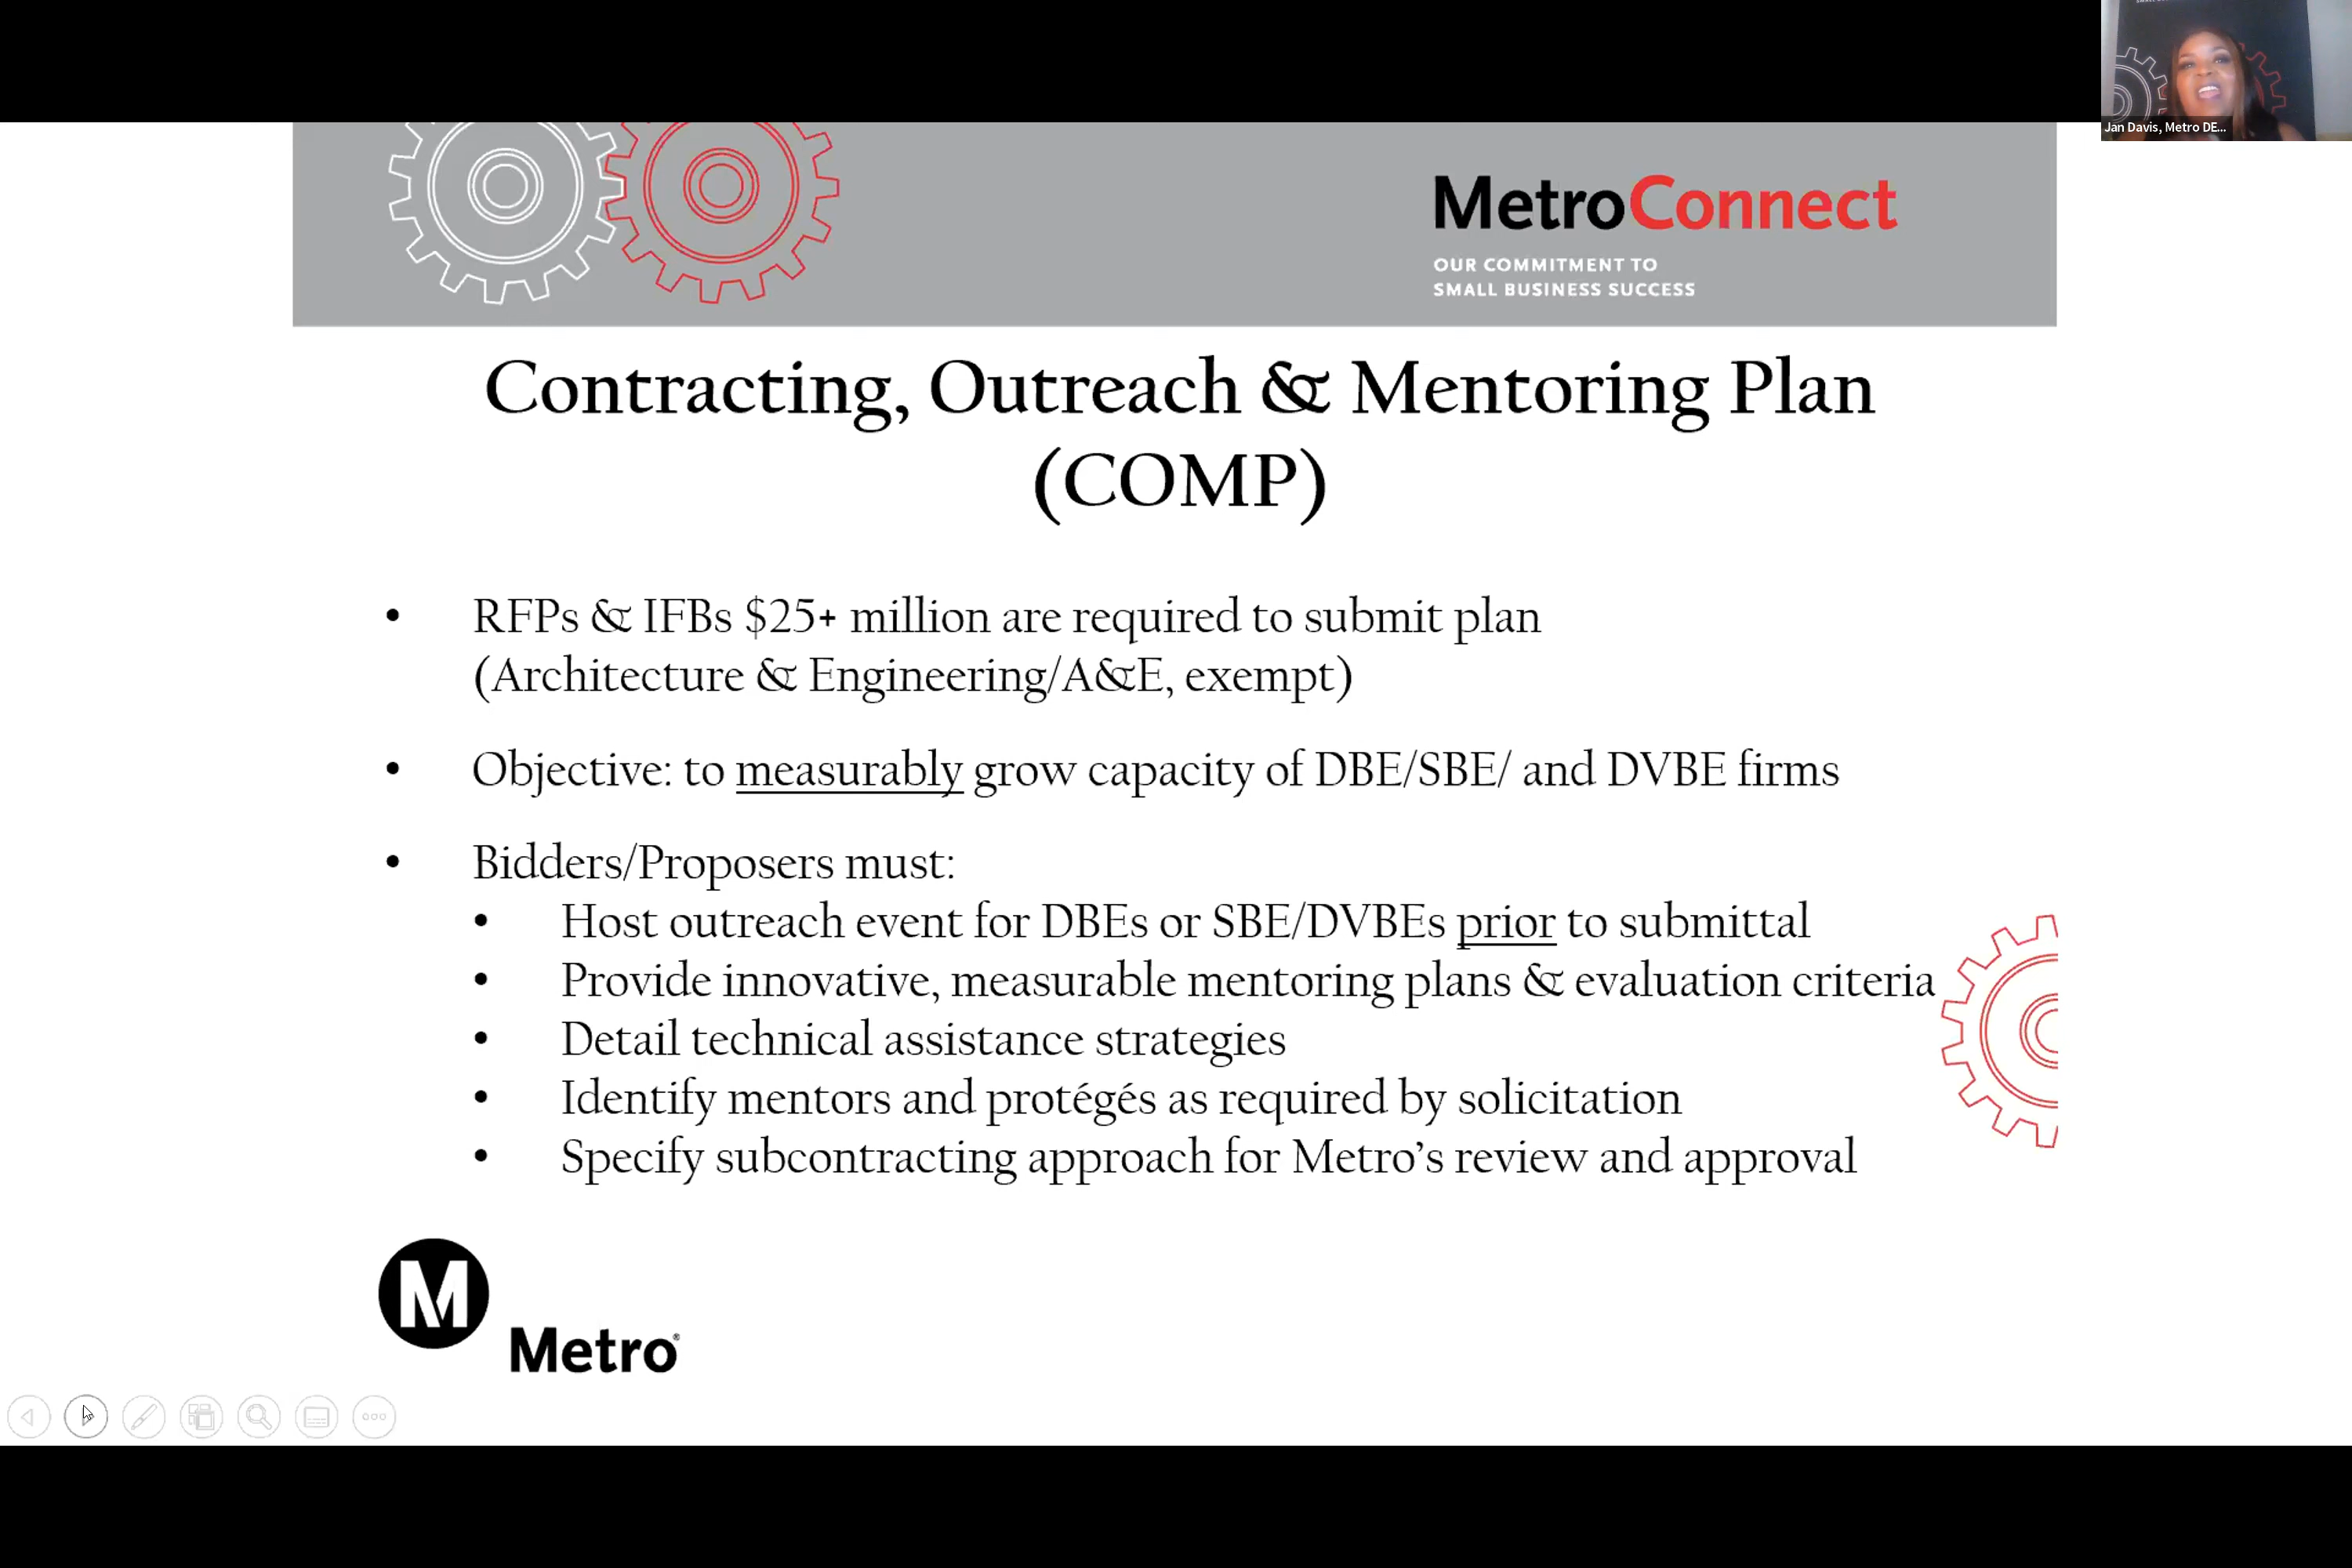 Jan Davis, Metro DE...
MetroConnect
OUR COMMITMENT TO
SMALL BUSINESS SUCCESS
Contracting, Outreach & Mentoring Plan
(COMP)
• RFPs & IFBs $25+ million are required to submit plan
(Architecture & Engineering/A&E, exempt)
• Objective: to measurably grow capacity of DBE/SBE/ and DVBE firms
• Bidders/Proposers must:
• Host outreach event for DBEs or SBE/DVBEs prior to submittal
• Provide innovative, measurable mentoring plans & evaluation criteria
• Detail technical assistance strategies
• Identify mentors and protégés as required by solicitation
• Specify subcontracting approach for Metro's review and approval
M
Metro®